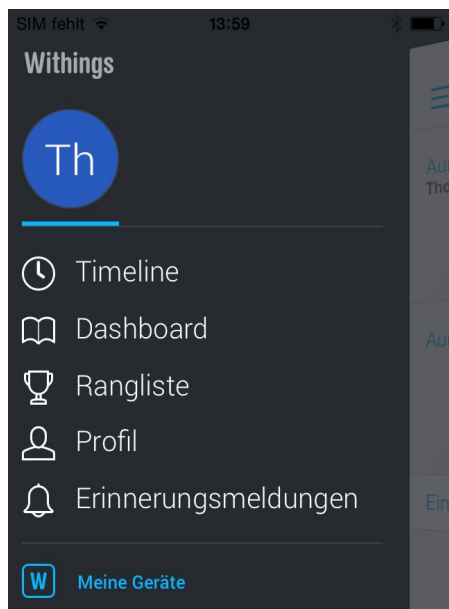 SIM fehlt 13:59
Withings
Th
Timeline
Dashboard
Rangliste
Profil
Erinnerungsmeldungen
W Meine Geräte